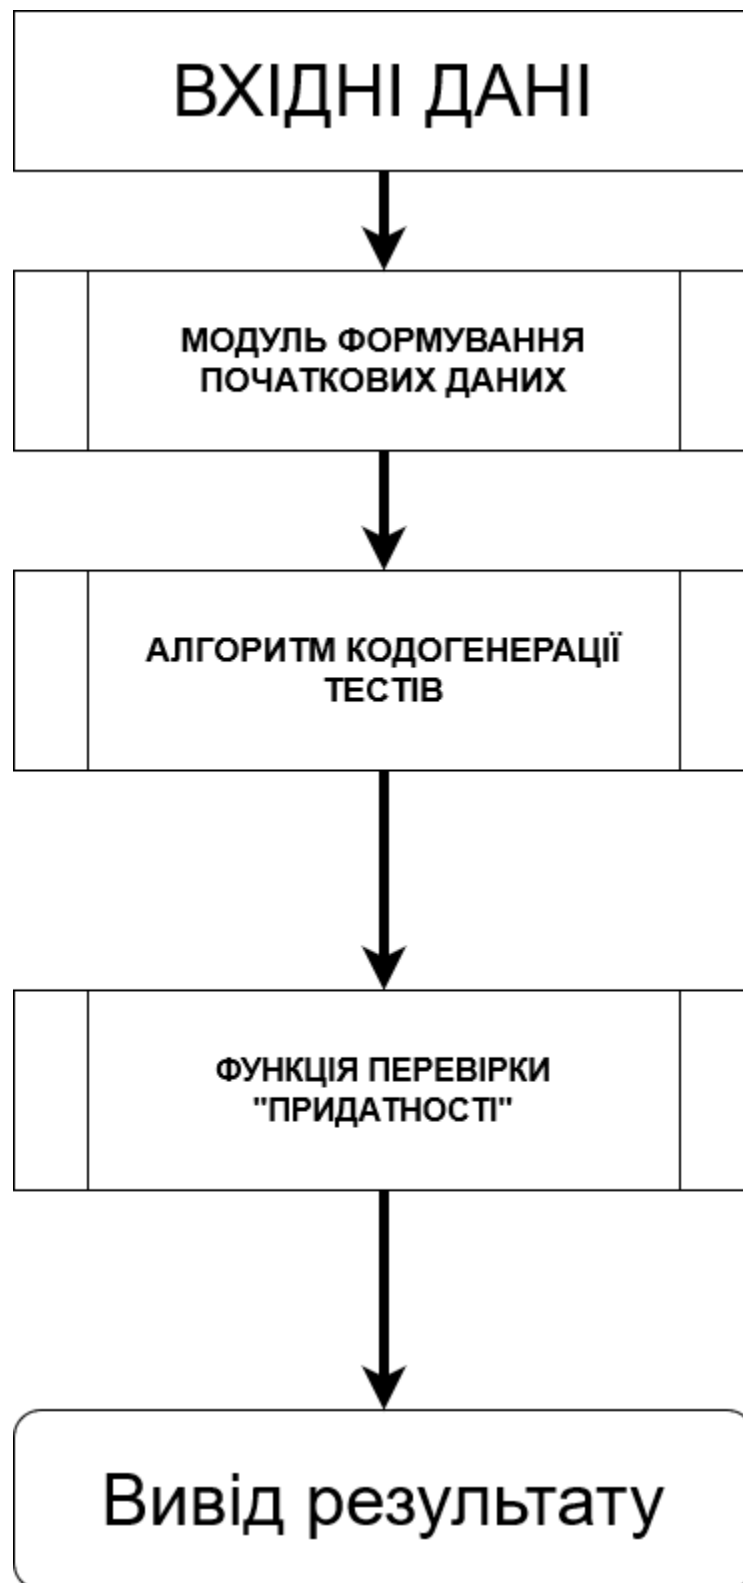 ВХІДНІ ДАНІ
МОДУЛЬ ФОРМУВАННЯ
ПОЧАТКОВИХ ДАНИХ
АЛГОРИТМ КОДОГЕНЕРАЦІЇ
ТЕСТІВ
ФУНКЦІЯ ПЕРЕВІРКИ
"ПРИДАТНОСТІ"
Вивід результату